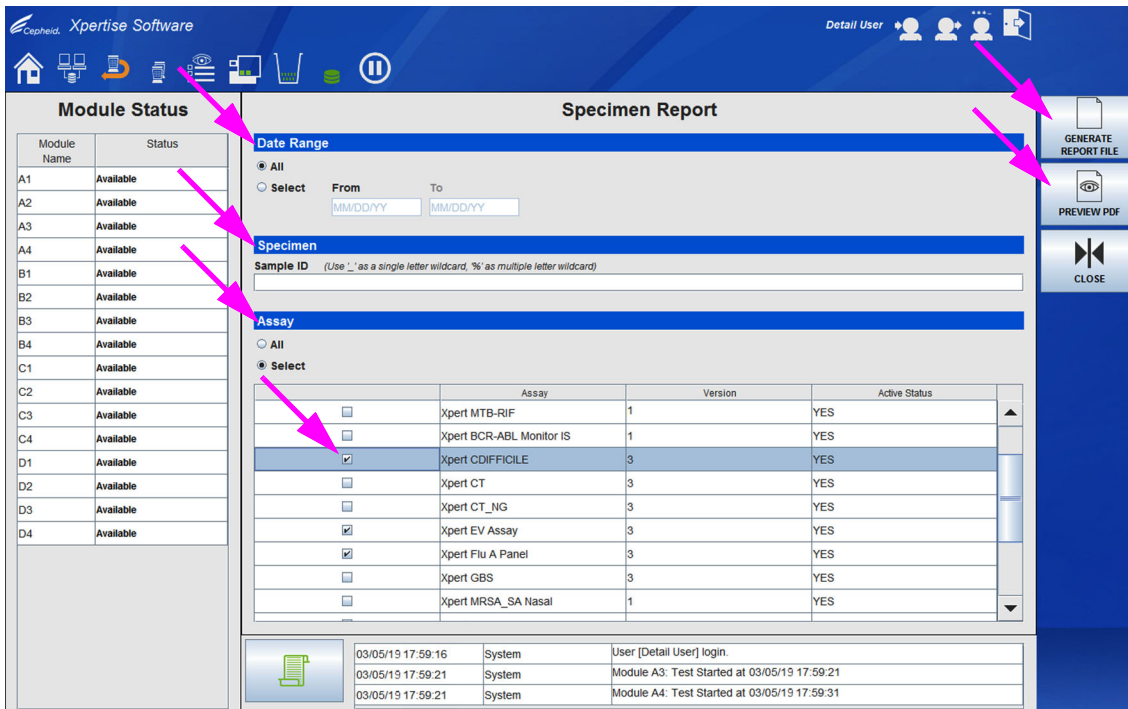 Cepheid. Xpertise Software
Detail User
Module Status
Module Name Status
A1 Available
A2 Available
A3 Available
A4 Available
B1 Available
B2 Available
B3 Available
B4 Available
C1 Available
C2 Available
C3 Available
C4 Available
D1 Available
D2 Available
D3 Available
D4 Available
Specimen Report
Date Range
All
Select From To
MM/DD/YY MM/DD/YY
Specimen
Sample ID (Use '_' as a single letter wildcard, '%' as multiple letter wildcard)
Assay
All
Select
Assay Version Active Status
Xpert MTB-RIF 1 YES
Xpert BCR-ABL Monitor IS 1 YES
Xpert CDIFFICILE 3 YES
Xpert CT 3 YES
Xpert CT_NG 3 YES
Xpert EV Assay 3 YES
Xpert Flu A Panel 3 YES
Xpert GBS 3 YES
Xpert MRSA_SA Nasal 1 YES
03/05/19 17:59:16 System User [Detail User] login.
03/05/19 17:59:21 System Module A3: Test Started at 03/05/19 17:59:21
03/05/19 17:59:21 System Module A4: Test Started at 03/05/19 17:59:31
GENERATE
REPORT FILE
PREVIEW PDF
CLOSE